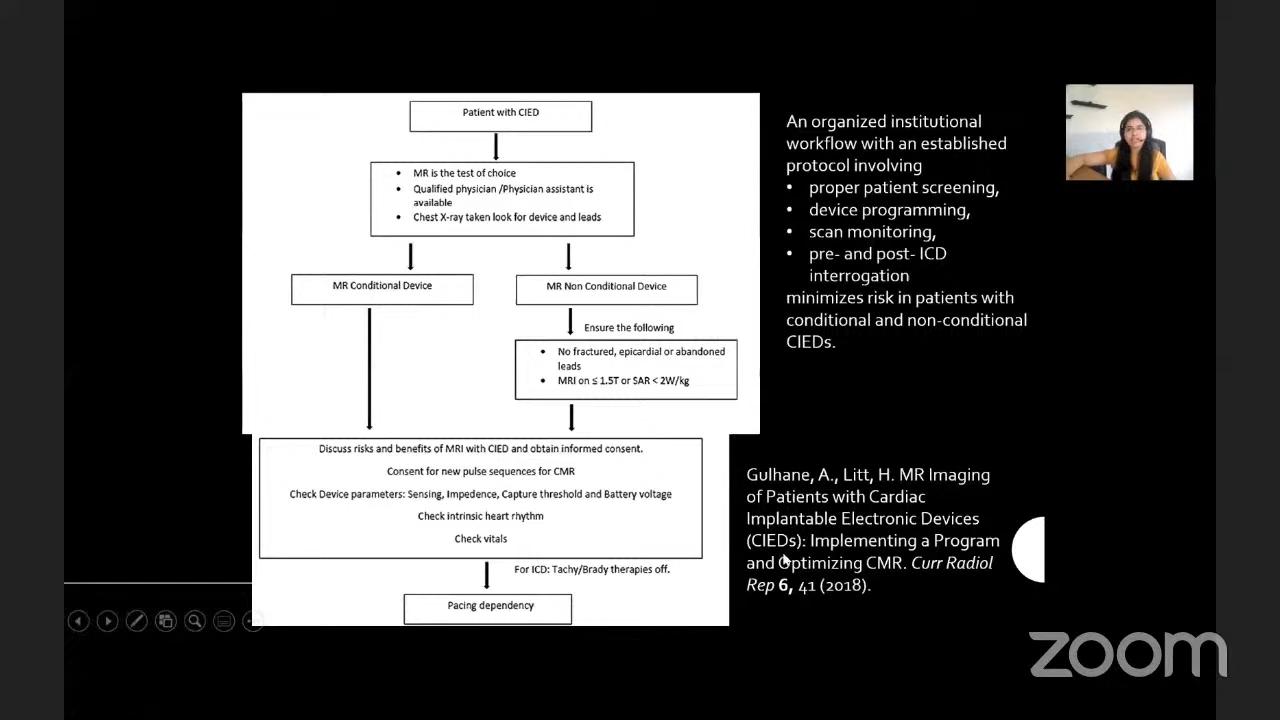 Patient with CIED
• MR is the test of choice
• Qualified physician /Physician assistant is
available
• Chest X-ray taken look for device and leads
MR Conditional Device
MR Non Conditional Device
Ensure the following
• No fractured, epicardial or abandoned
leads
• MRI on ≤ 1.5T or SAR < 2W/kg
Discuss risks and benefits of MRI with CIED and obtain informed consent.
Consent for new pulse sequences for CMR
Check Device parameters: Sensing, Impedence, Capture threshold and Battery voltage
Check intrinsic heart rhythm
Check vitals
For ICD: Tachy/Brady therapies off.
Pacing dependency
An organized institutional
workflow with an established
protocol involving
• proper patient screening,
• device programming,
• scan monitoring,
• pre- and post- ICD
interrogation
minimizes risk in patients with
conditional and non-conditional
CIEDs.
Gulhane, A., Litt, H. MR Imaging
of Patients with Cardiac
Implantable Electronic Devices
(CIEDs): Implementing a Program
and Optimizing CMR. Curr Radiol
Rep 6, 41 (2018).
zoom